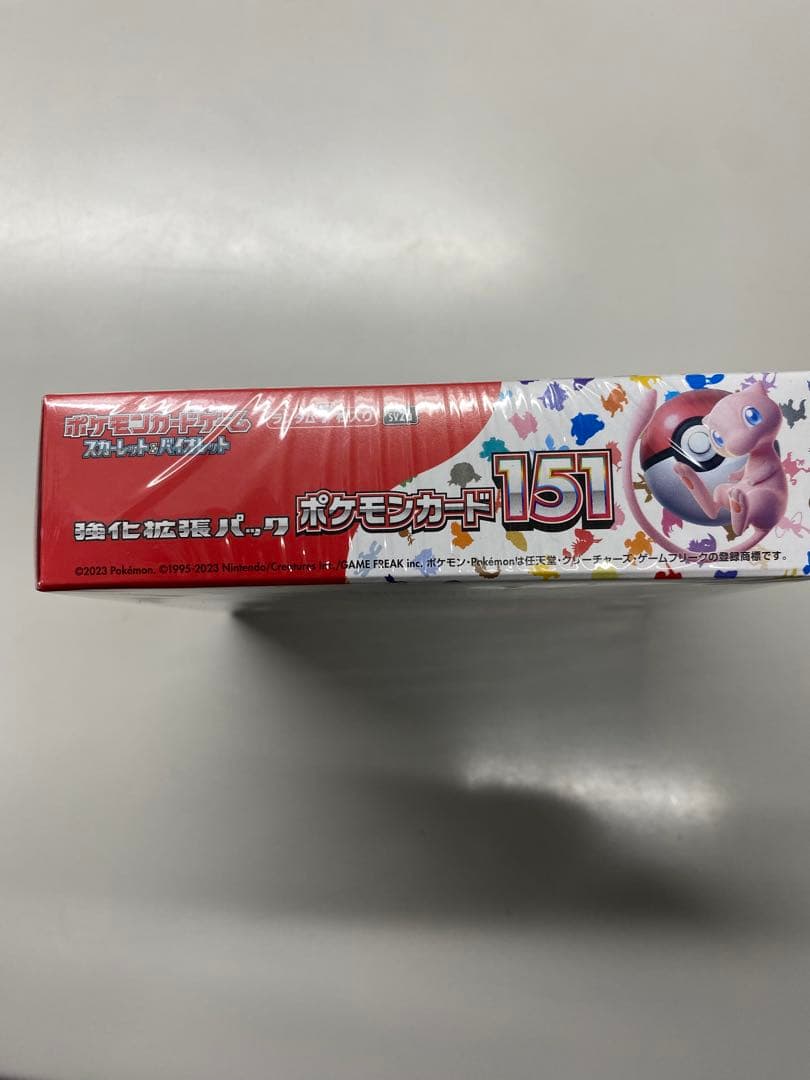 ポケモンカードゲーム
スカーレット&バイオレット
強化拡張パック
ポケモンカード151
©2023 Pokémon. ©1995-2023 Nintendo/Creatures Inc./GAME FREAK inc. ポケモン・Pokémonは任天堂・クリーチャーズ・ゲームフリークの登録商標です。